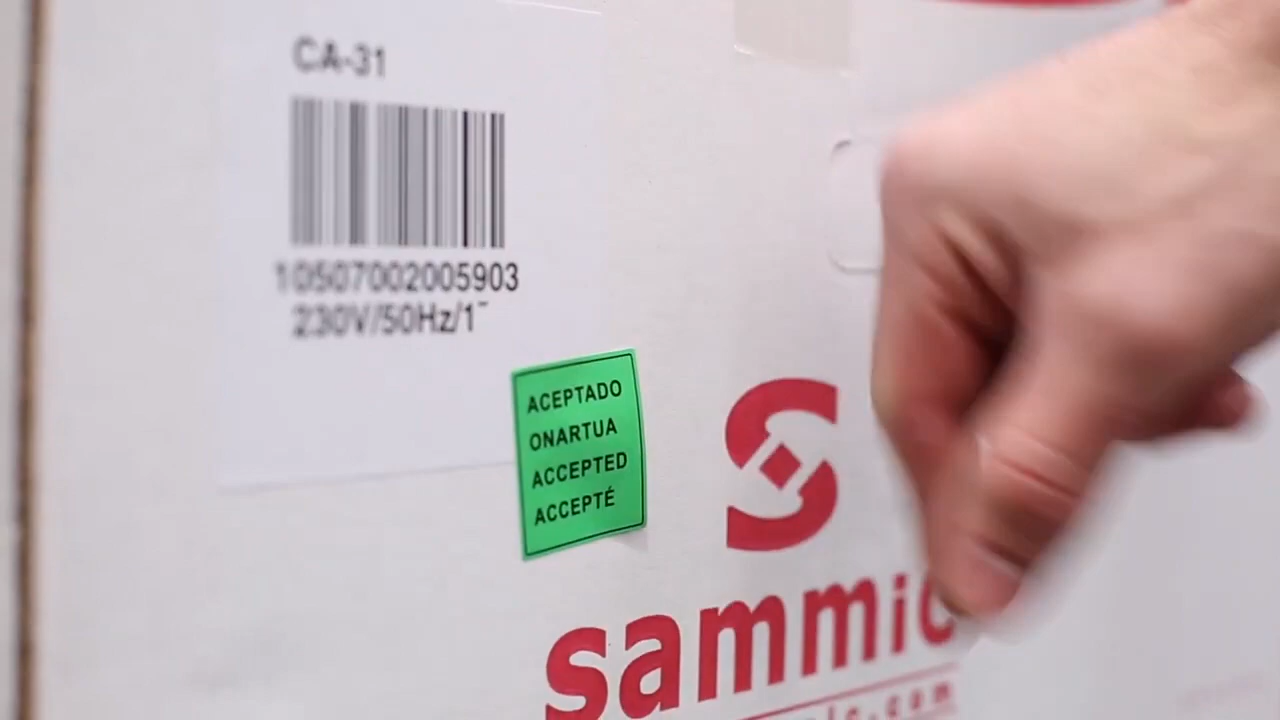 CA-31
10507002005903
230V/50Hz/1~
ACEPTADO
ONARTUA
ACCEPTED
ACCEPTÉ
sammic